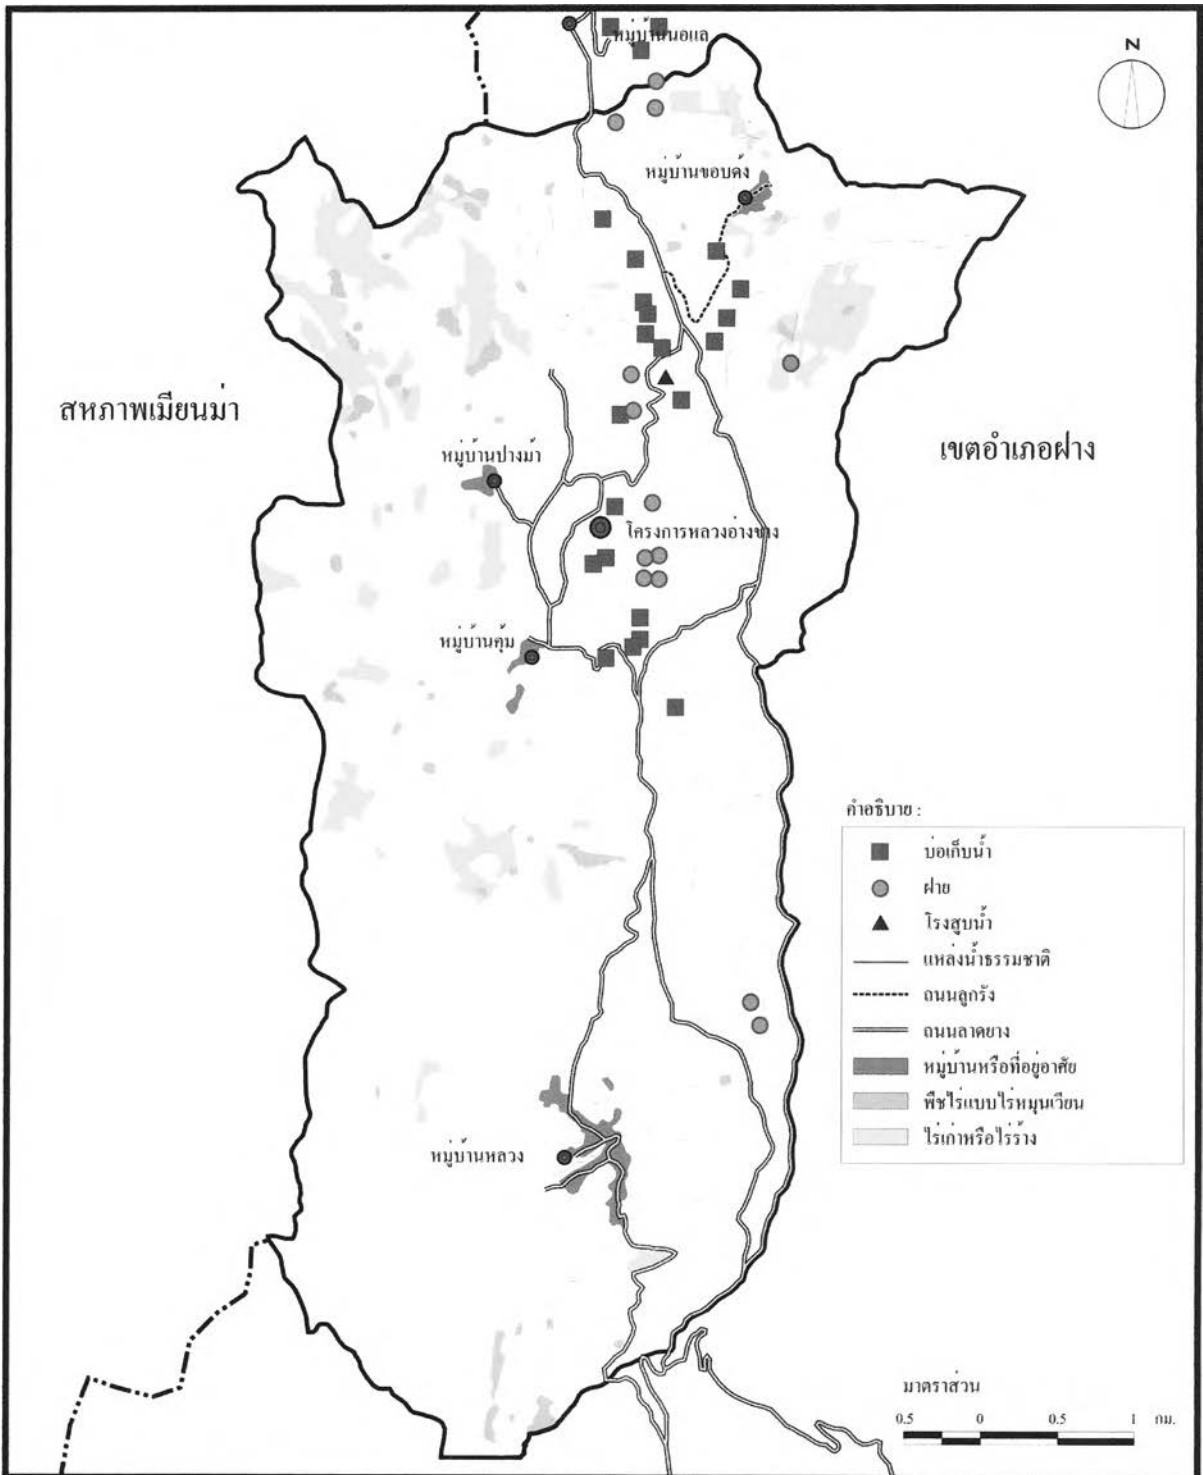 หมู่บ้านนอแล
N
หมู่บ้านขอบด้ง
สหภาพเมียนม่า
เขตอำเภอฝาง
หมู่บ้านปางม้า
โครงการหลวงอ่างขาง
หมู่บ้านคุ้ม
คำอธิบาย :
บ่อเก็บน้ำ
ฝาย
โรงสูบน้ำ
แหล่งน้ำธรรมชาติ
ถนนลูกรัง
ถนนลาดยาง
หมู่บ้านหรือที่อยู่อาศัย
พืชไร่แบบไร่หมุนเวียน
ไร่เก่าหรือไร่ร้าง
หมู่บ้านหลวง
มาตราส่วน
0.5 0 0.5 1 กม.